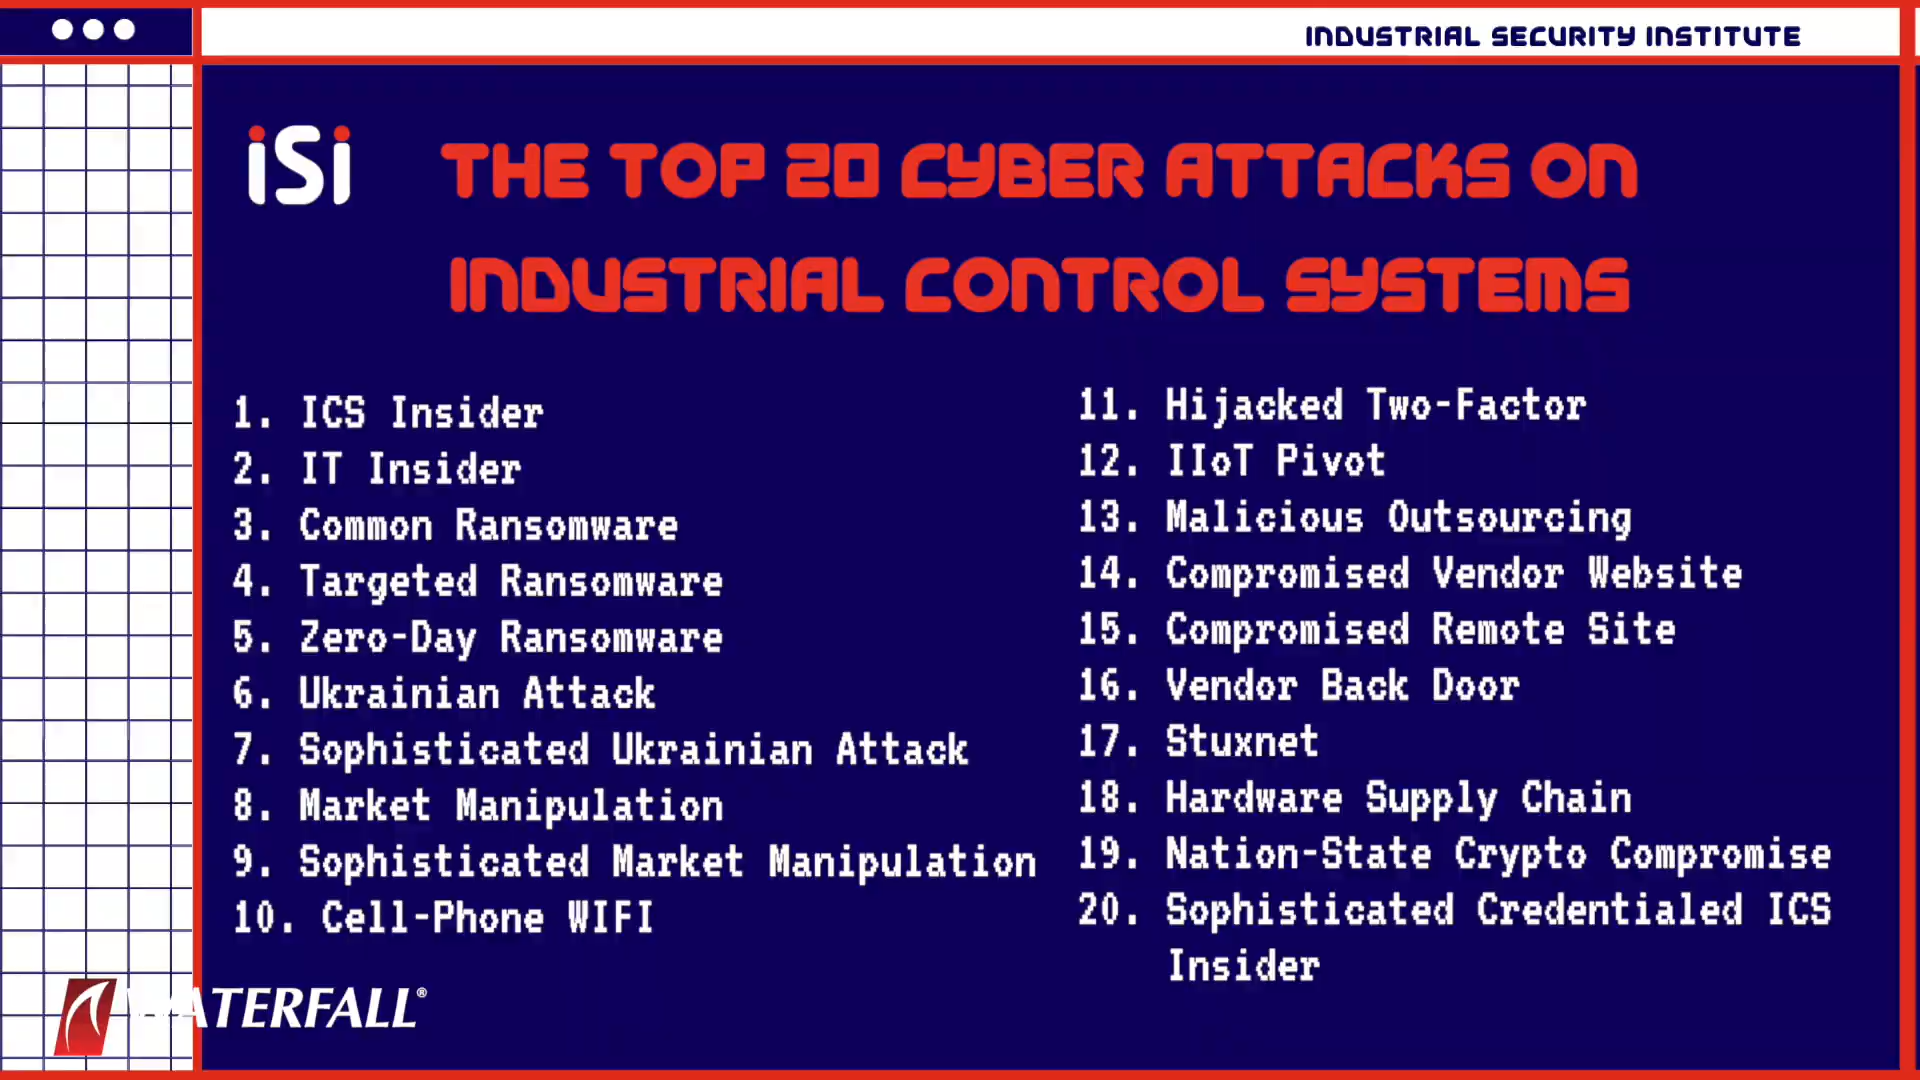 INDUSTRIAL SECURITY INSTITUTE
iSi
THE TOP 20 CYBER ATTACKS ON
INDUSTRIAL CONTROL SYSTEMS
1. ICS Insider
2. IT Insider
3. Common Ransomware
4. Targeted Ransomware
5. Zero-Day Ransomware
6. Ukrainian Attack
7. Sophisticated Ukrainian Attack
8. Market Manipulation
9. Sophisticated Market Manipulation
10. Cell-Phone WIFI
11. Hijacked Two-Factor
12. IIoT Pivot
13. Malicious Outsourcing
14. Compromised Vendor Website
15. Compromised Remote Site
16. Vendor Back Door
17. Stuxnet
18. Hardware Supply Chain
19. Nation-State Crypto Compromise
20. Sophisticated Credentialed ICS
Insider
WATERFALL®